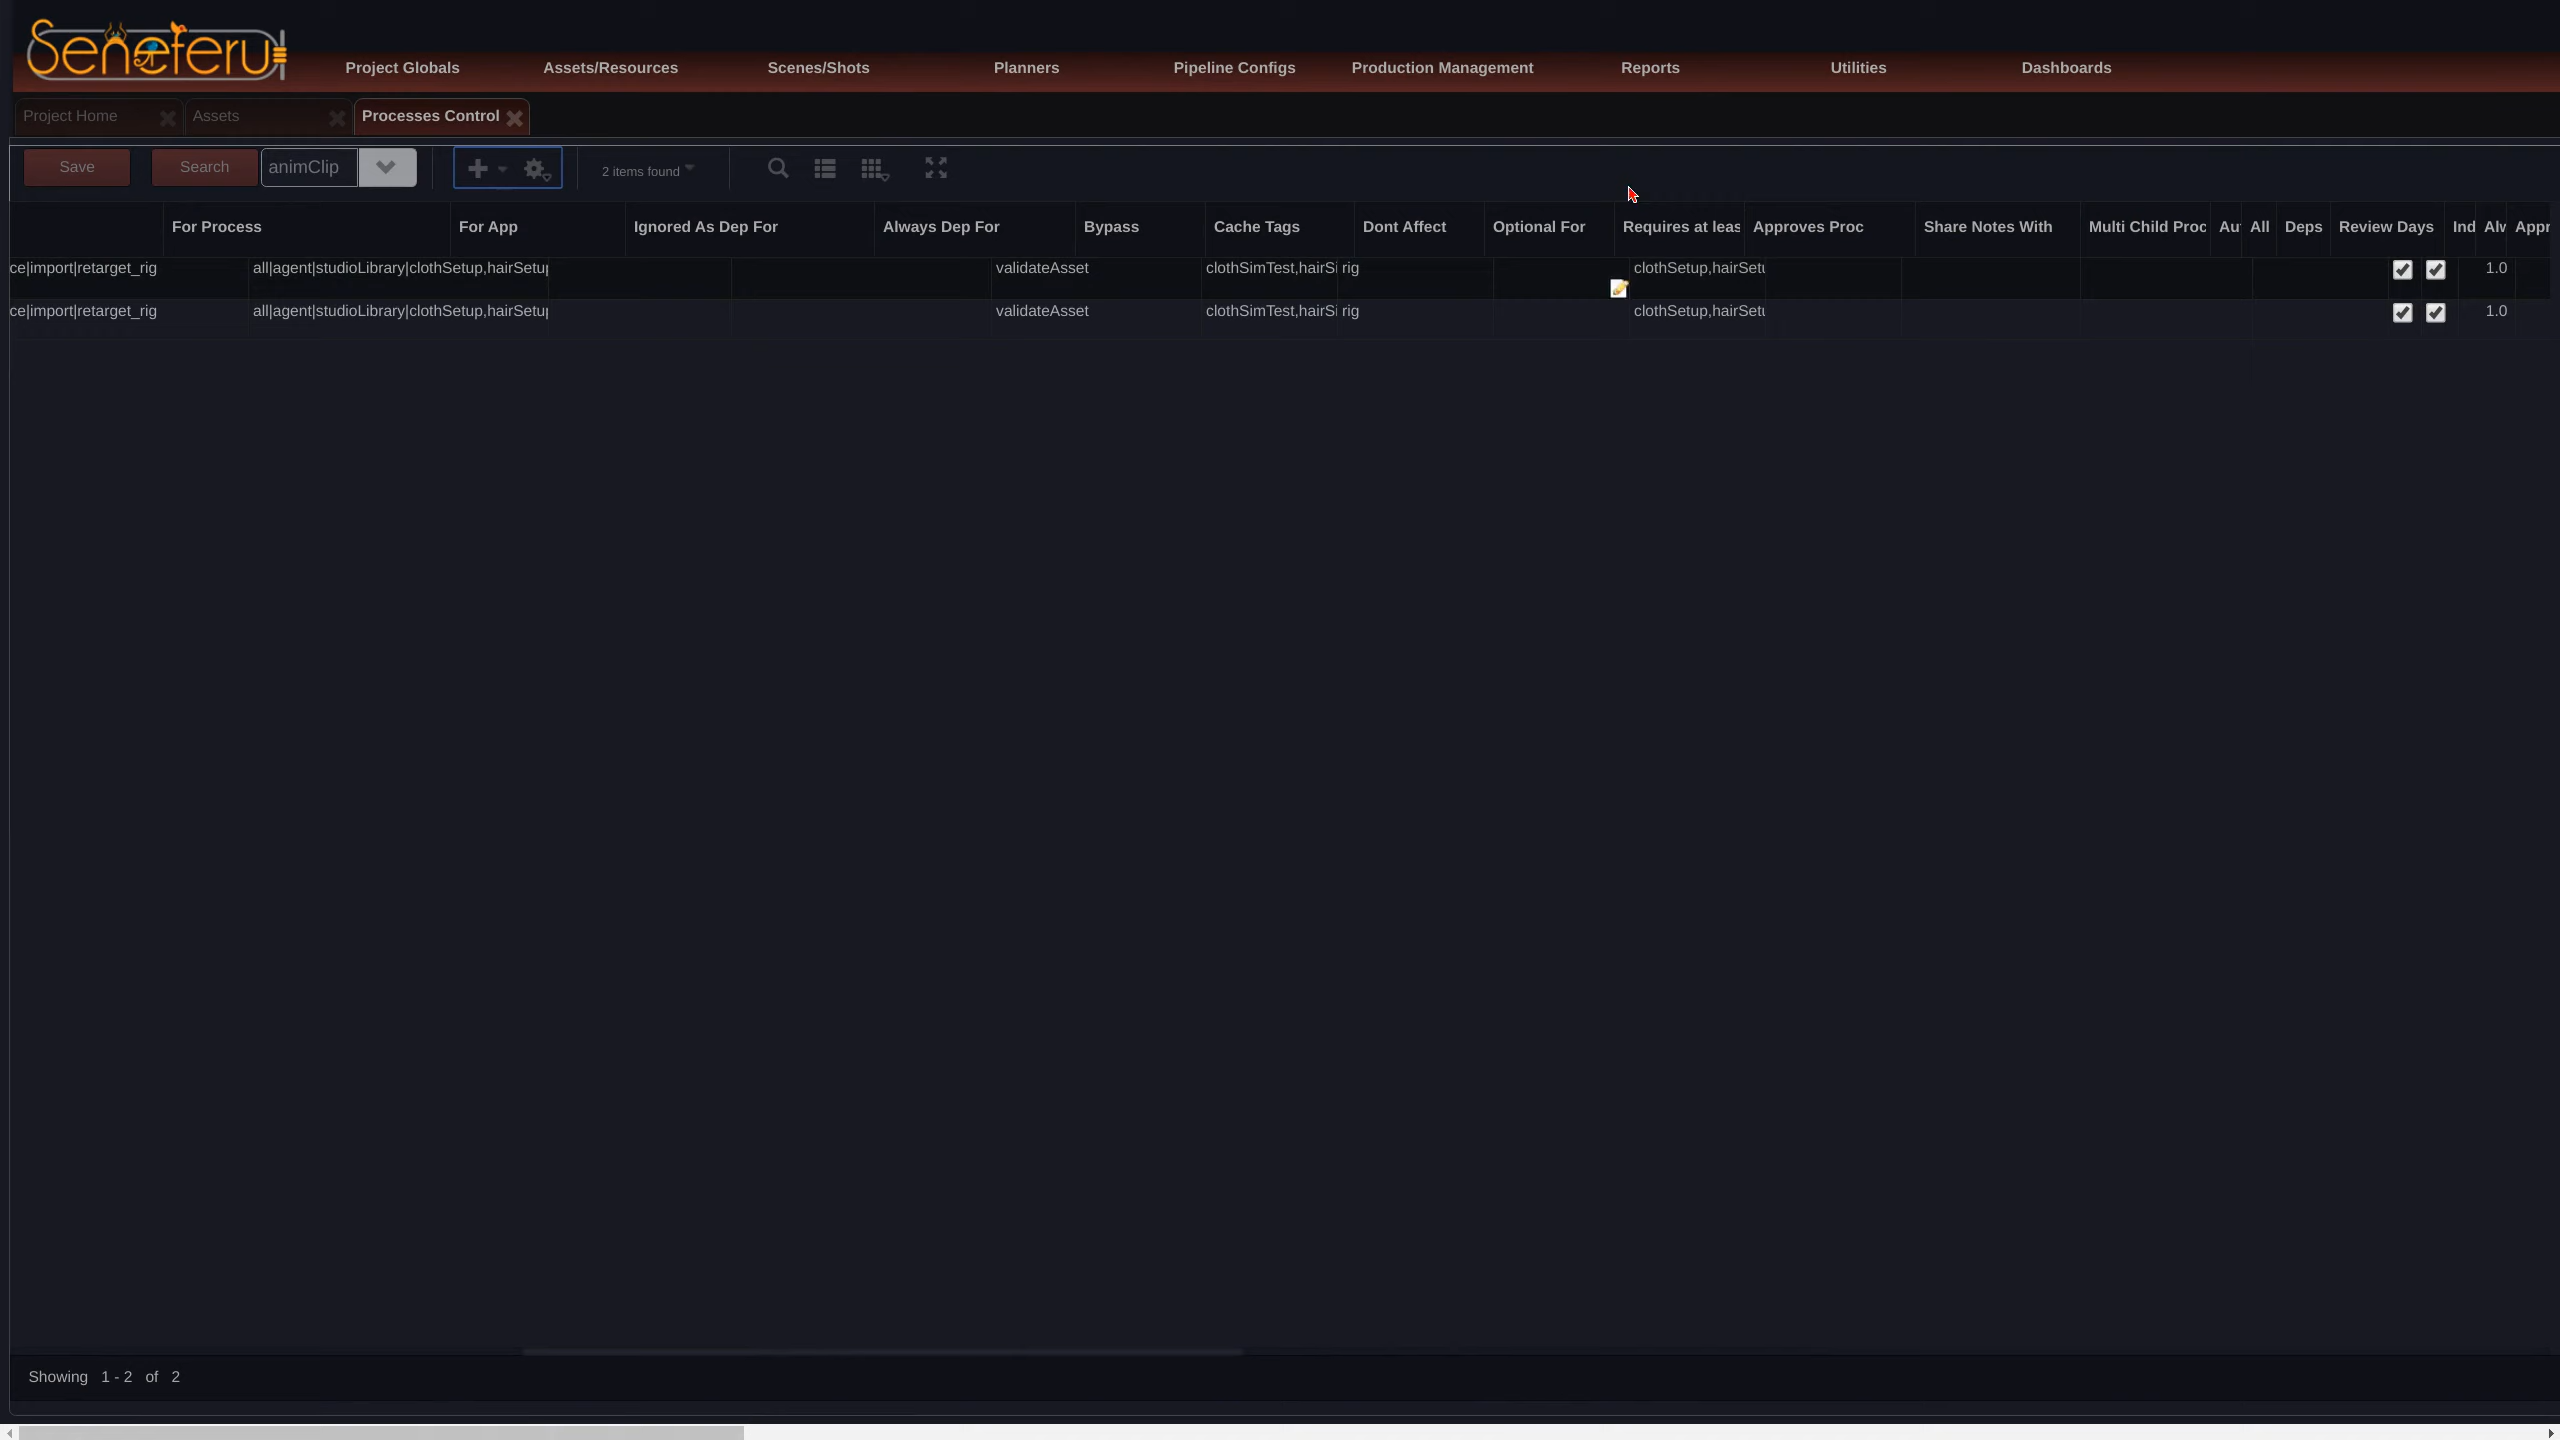 Seneferu
Project Globals Assets/Resources Scenes/Shots Planners Pipeline Configs Production Management Reports Utilities Dashboards
Project Home Assets Processes Control
Save Search animClip 2 items found
For Process For App Ignored As Dep For Always Dep For Bypass Cache Tags Dont Affect Optional For Requires at leas Approves Proc Share Notes With Multi Child Proc Au All Deps Review Days Ind Alw Appr
ce|import|retarget_rig all|agent|studioLibrary|clothSetup,hairSetup validateAsset clothSimTest,hairSi rig clothSetup,hairSetu 1.0
ce|import|retarget_rig all|agent|studioLibrary|clothSetup,hairSetup validateAsset clothSimTest,hairSi rig clothSetup,hairSetu 1.0
Showing 1 - 2 of 2